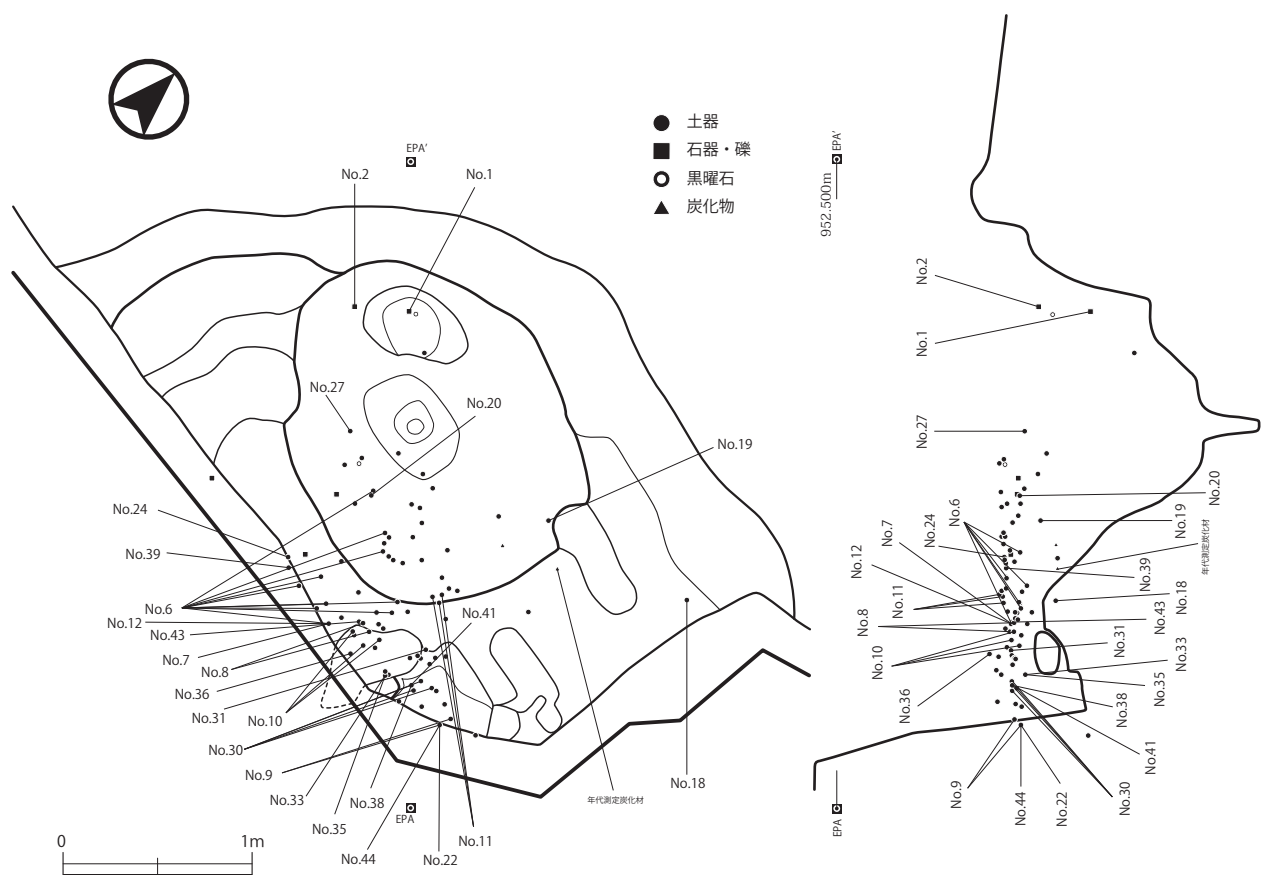 EPA'
No.2
No.1
土器
石器・礫
黒曜石
炭化物
EPA'
952.500m
No.2
No.1
No.27
No.20
No.19
No.24
No.39
No.6
No.12
No.43
No.7
No.8
No.36
No.31
No.10
No.30
No.9
No.33
No.35
No.38
No.44
No.22
No.11
No.41
No.18
年代測定炭化材
EPA
0
1m
No.27
No.20
No.19
年代測定炭化材
No.6
No.24
No.7
No.12
No.11
No.8
No.10
No.36
No.39
No.18
No.43
No.31
No.33
No.35
No.38
No.41
No.30
No.22
No.44
No.9
EPA